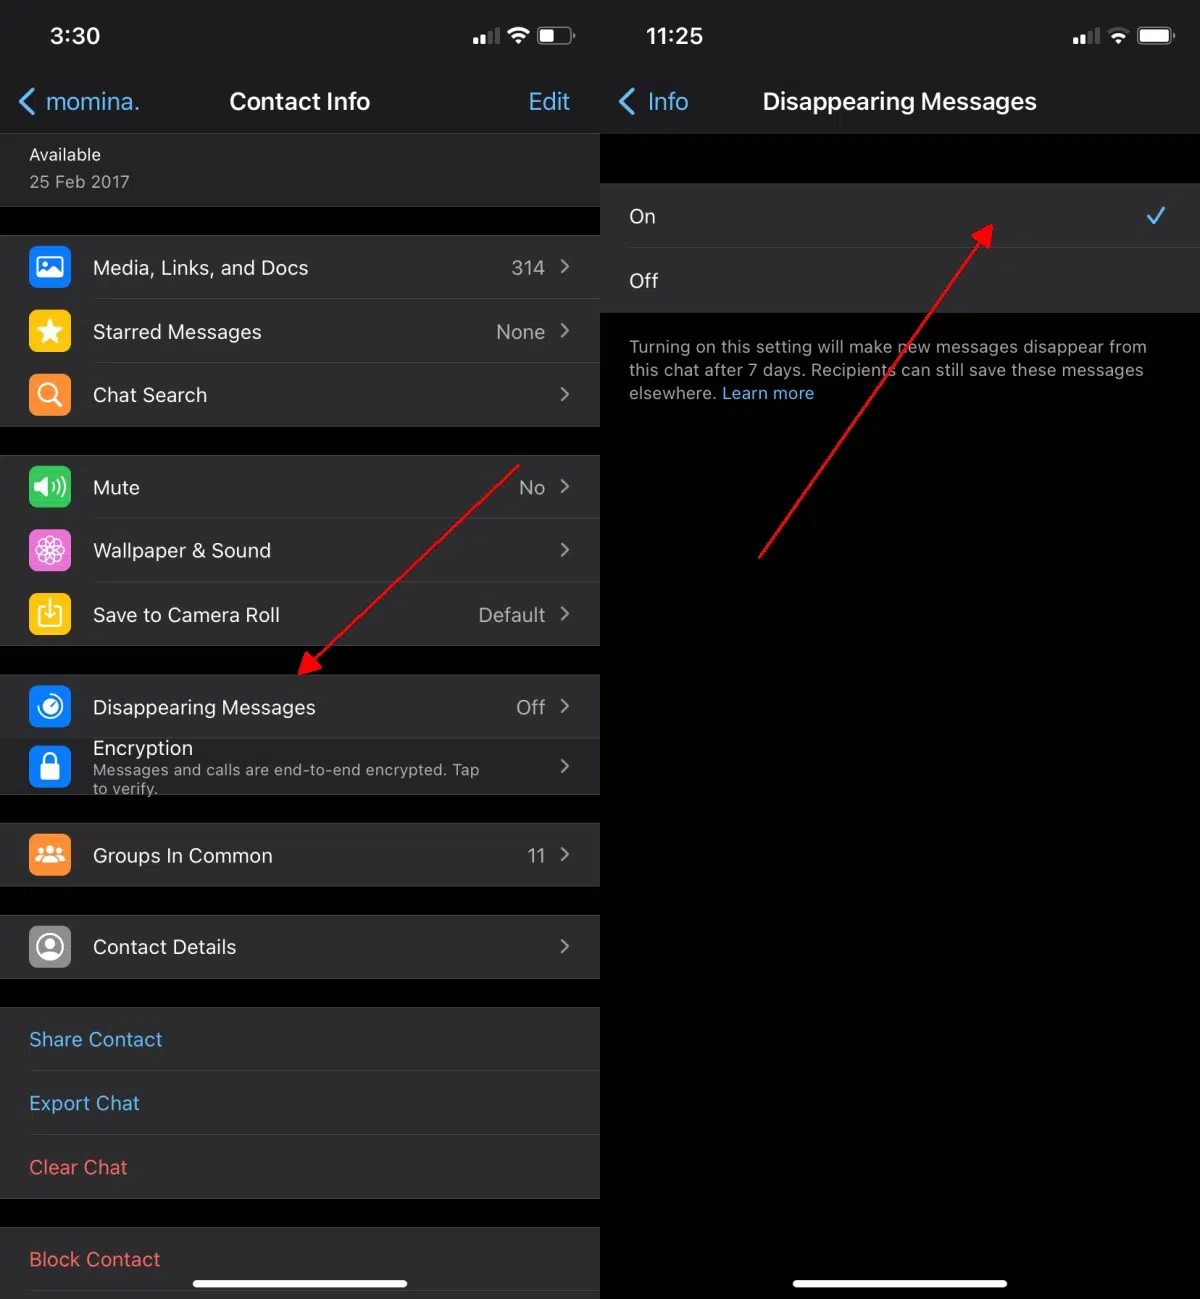 3:30
momina.
Contact Info
Edit
Available
25 Feb 2017
Media, Links, and Docs 314
Starred Messages None
Chat Search
Mute No
Wallpaper & Sound
Save to Camera Roll Default
Disappearing Messages Off
Encryption
Messages and calls are end-to-end encrypted. Tap
to verify.
Groups In Common 11
Contact Details
Share Contact
Export Chat
Clear Chat
Block Contact
11:25
Info
Disappearing Messages
On
Off
Turning on this setting will make new messages disappear from
this chat after 7 days. Recipients can still save these messages
elsewhere. Learn more